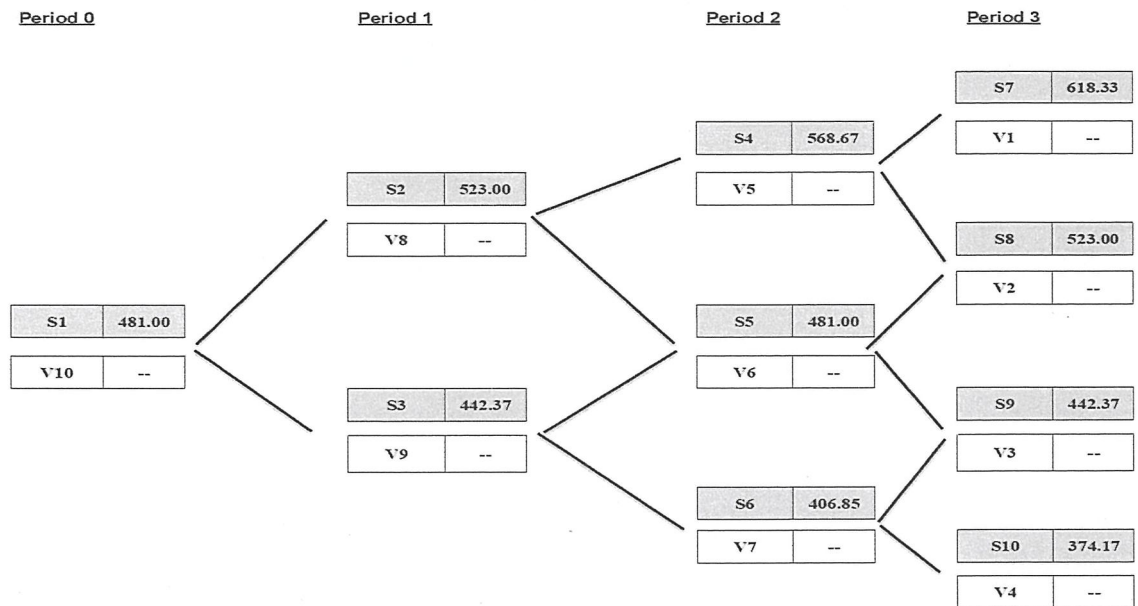 Period 0 Period 1 Period 2 Period 3
S7 618.33
S4 568.67
V1 --
S2 523.00
V5 --
V8 --
S8 523.00
V2 --
S1 481.00
S5 481.00
V10 --
V6 --
S3 442.37
S9 442.37
V9 --
V3 --
S6 406.85
V7 --
S10 374.17
V4 --